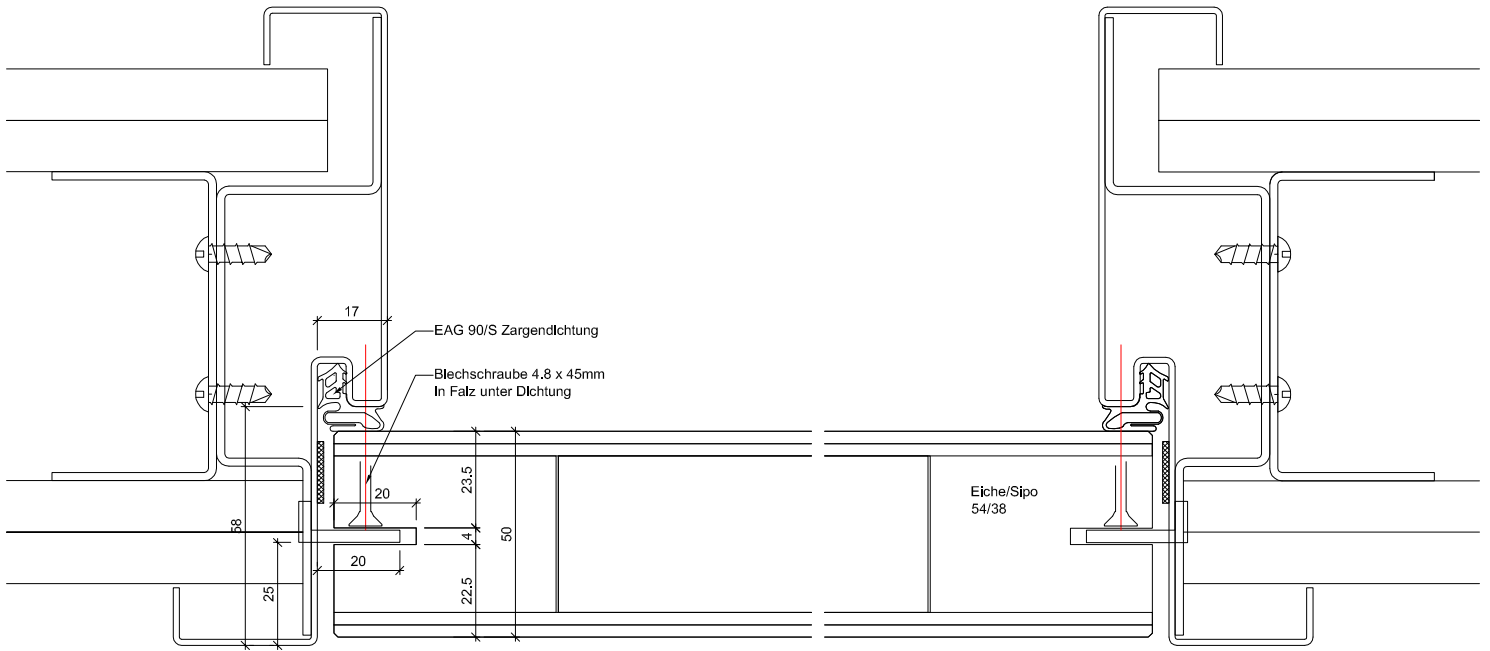 17
EAG 90/S Zargendichtung
Blechschraube 4.8 x 45mm
In Falz unter Dichtung
20
23.5
Eiche/Sipo
54/38
58
4
50
20
25
22.5